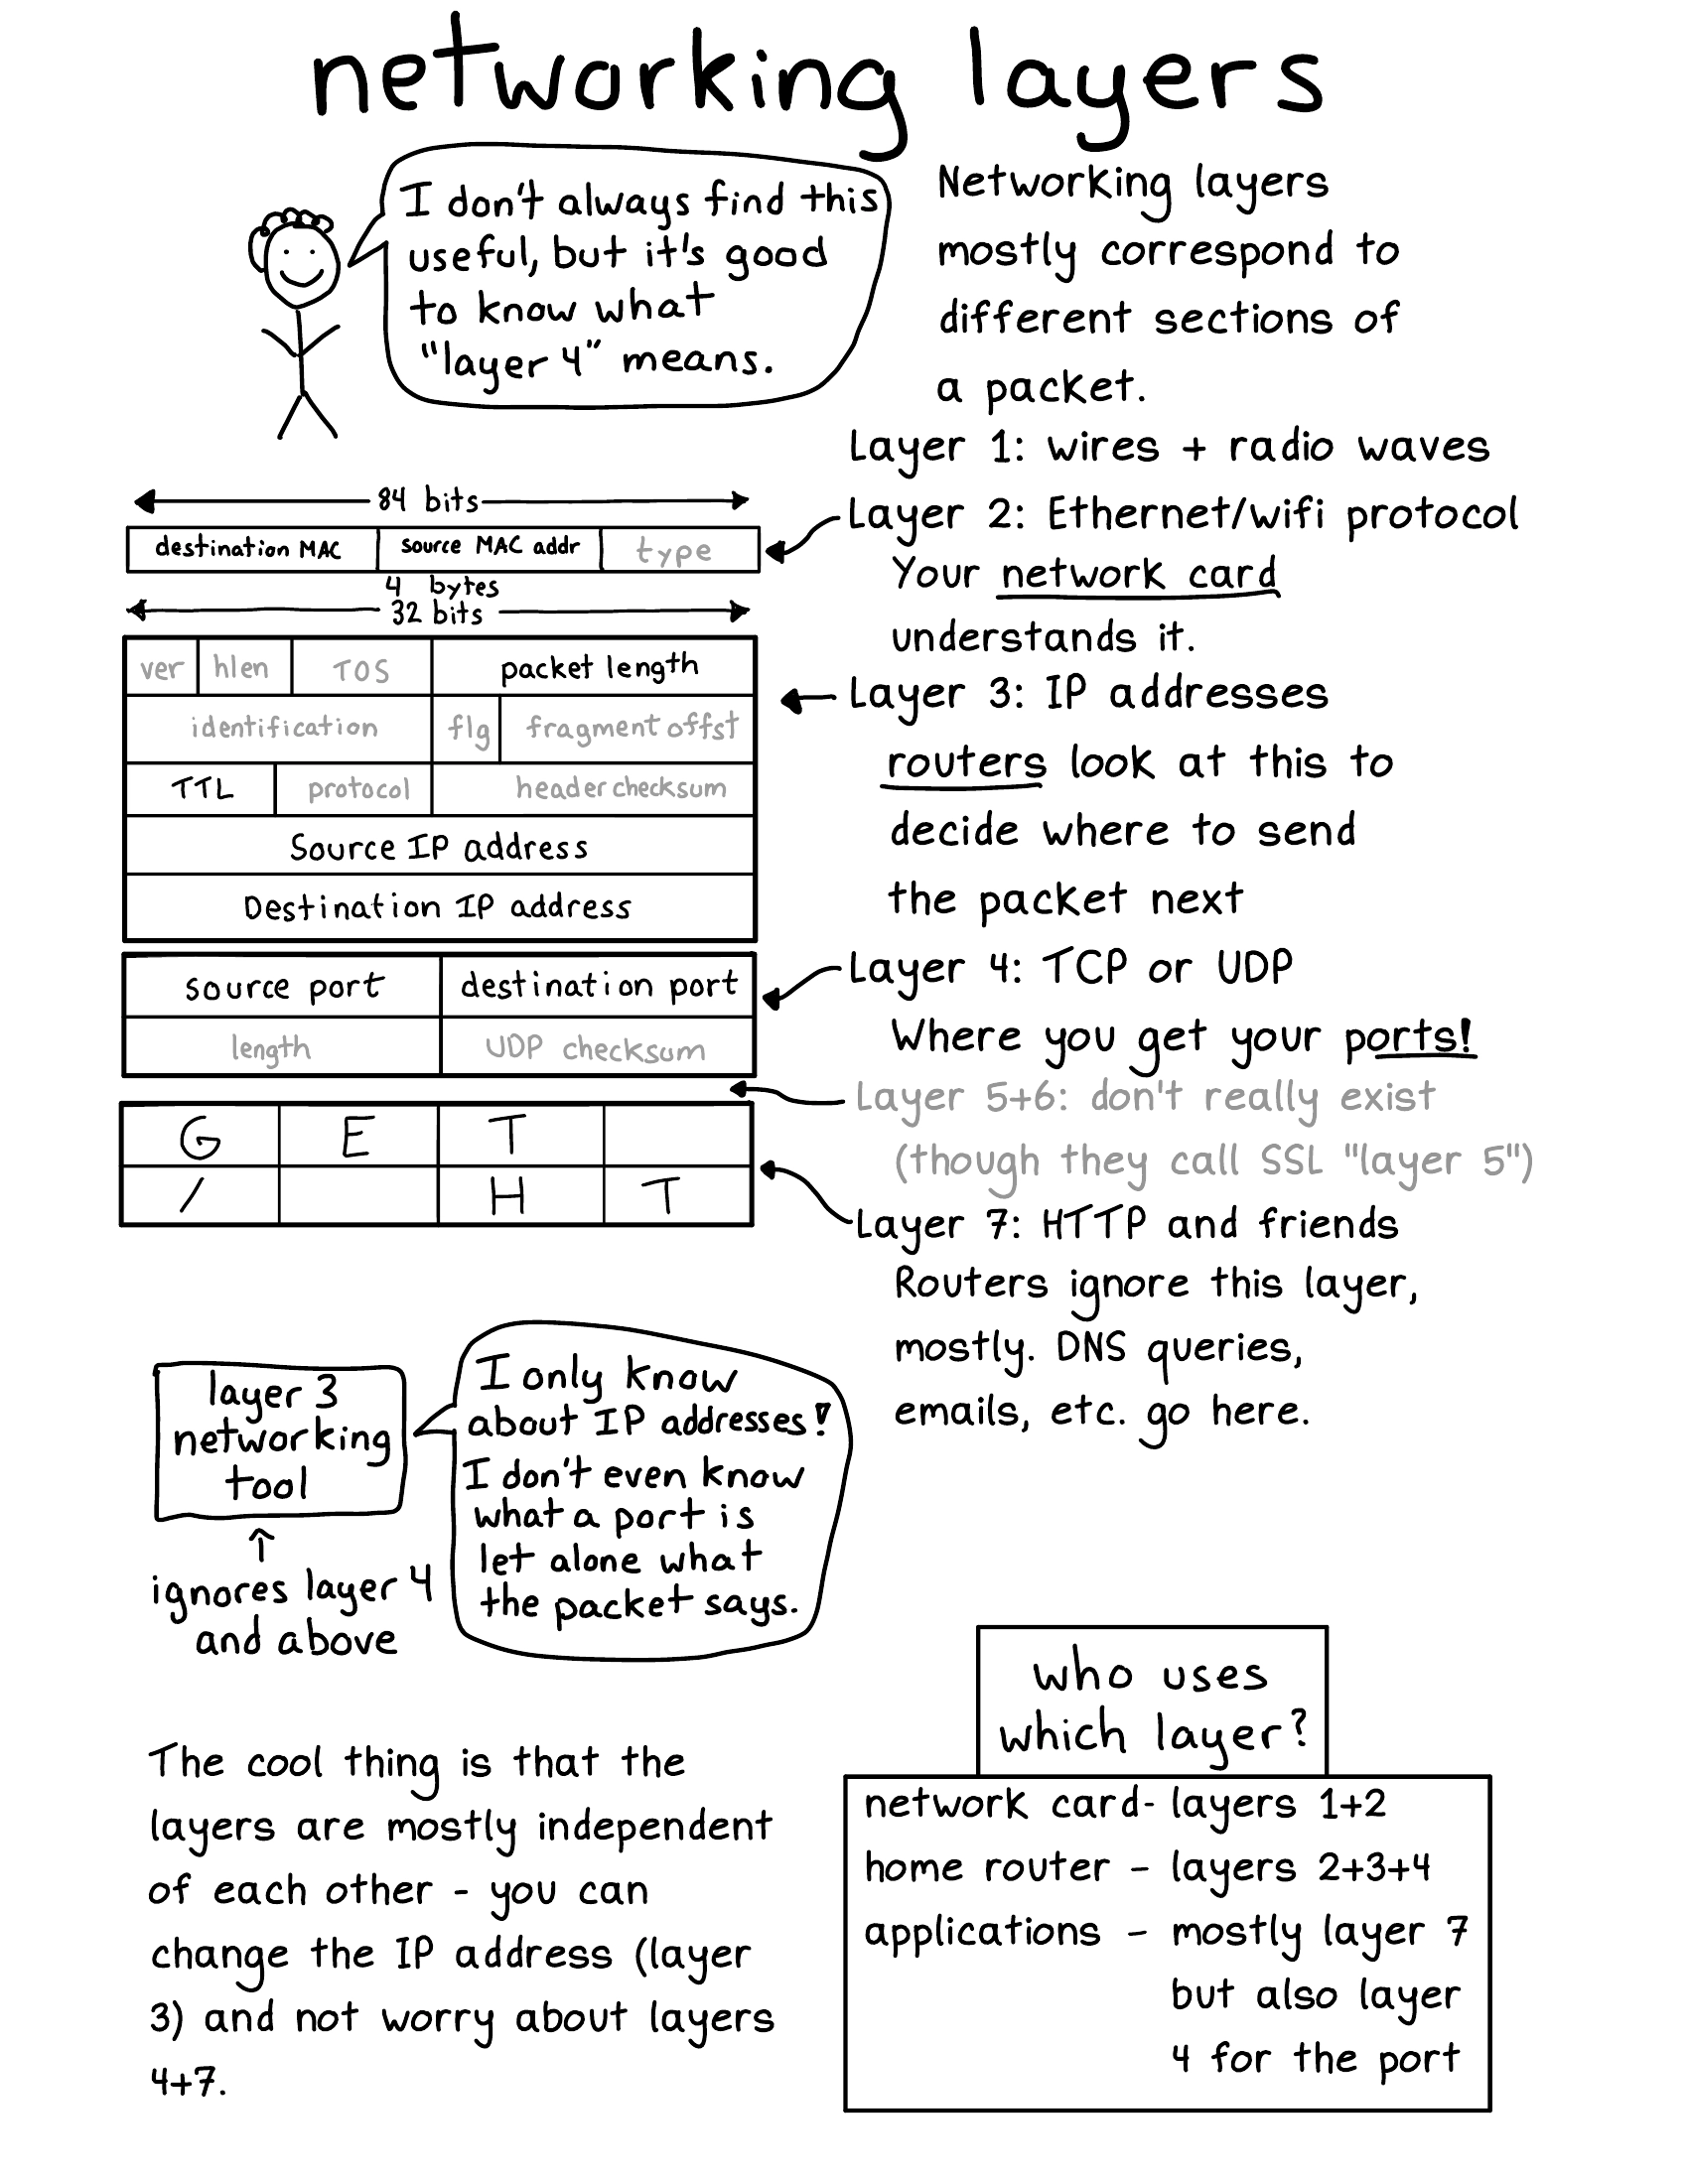 networking layers
I don't always find this
useful, but it's good
to know what
"layer 4" means.
Networking layers
mostly correspond to
different sections of
a packet.
Layer 1: wires + radio waves
84 bits
destination MAC
source MAC addr
type
Layer 2: Ethernet/wifi protocol
Your network card
understands it.
4 bytes
32 bits
ver
hlen
TOS
packet length
identification
flg
fragment offst
TTL
protocol
header checksum
Source IP address
Destination IP address
Layer 3: IP addresses
routers look at this to
decide where to send
the packet next
source port
destination port
length
UDP checksum
Layer 4: TCP or UDP
Where you get your ports!
Layer 5+6: don't really exist
(though they call SSL "layer 5")
G E T
/ H T
Layer 7: HTTP and friends
Routers ignore this layer,
mostly. DNS queries,
emails, etc. go here.
layer 3
networking
tool
ignores layer 4
and above
I only know
about IP addresses!
I don't even know
what a port is
let alone what
the packet says.
The cool thing is that the
layers are mostly independent
of each other - you can
change the IP address (layer
3) and not worry about layers
4+7.
who uses
which layer?
network card- layers 1+2
home router - layers 2+3+4
applications - mostly layer 7
but also layer
4 for the port